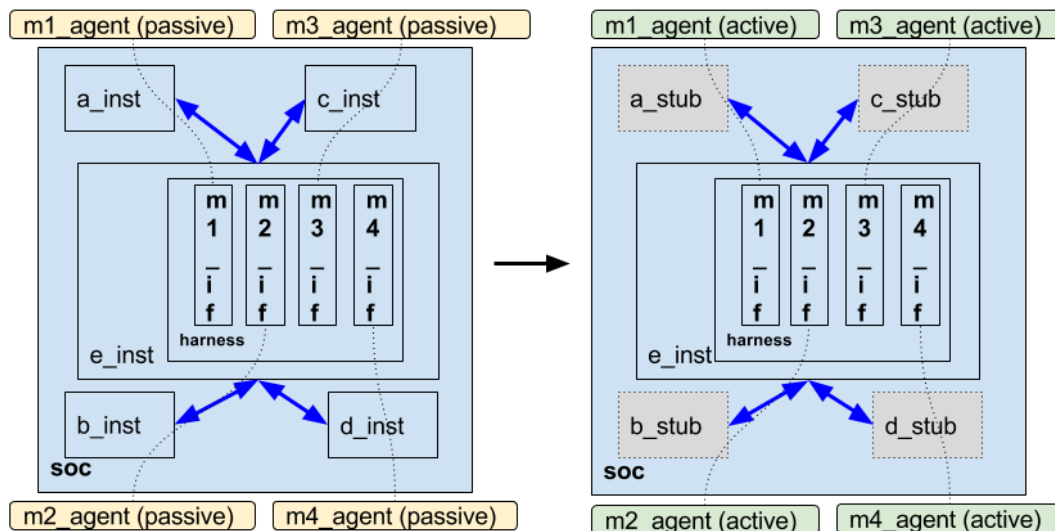 m1_agent (passive)
m3_agent (passive)
a_inst
c_inst
m
1
_
i
f
m
2
_
i
f
m
3
_
i
f
m
4
_
i
f
harness
e_inst
b_inst
d_inst
soc
m2_agent (passive)
m4_agent (passive)
m1_agent (active)
m3_agent (active)
a_stub
c_stub
m
1
_
i
f
m
2
_
i
f
m
3
_
i
f
m
4
_
i
f
harness
e_inst
b_stub
d_stub
soc
m2_agent (active)
m4_agent (active)